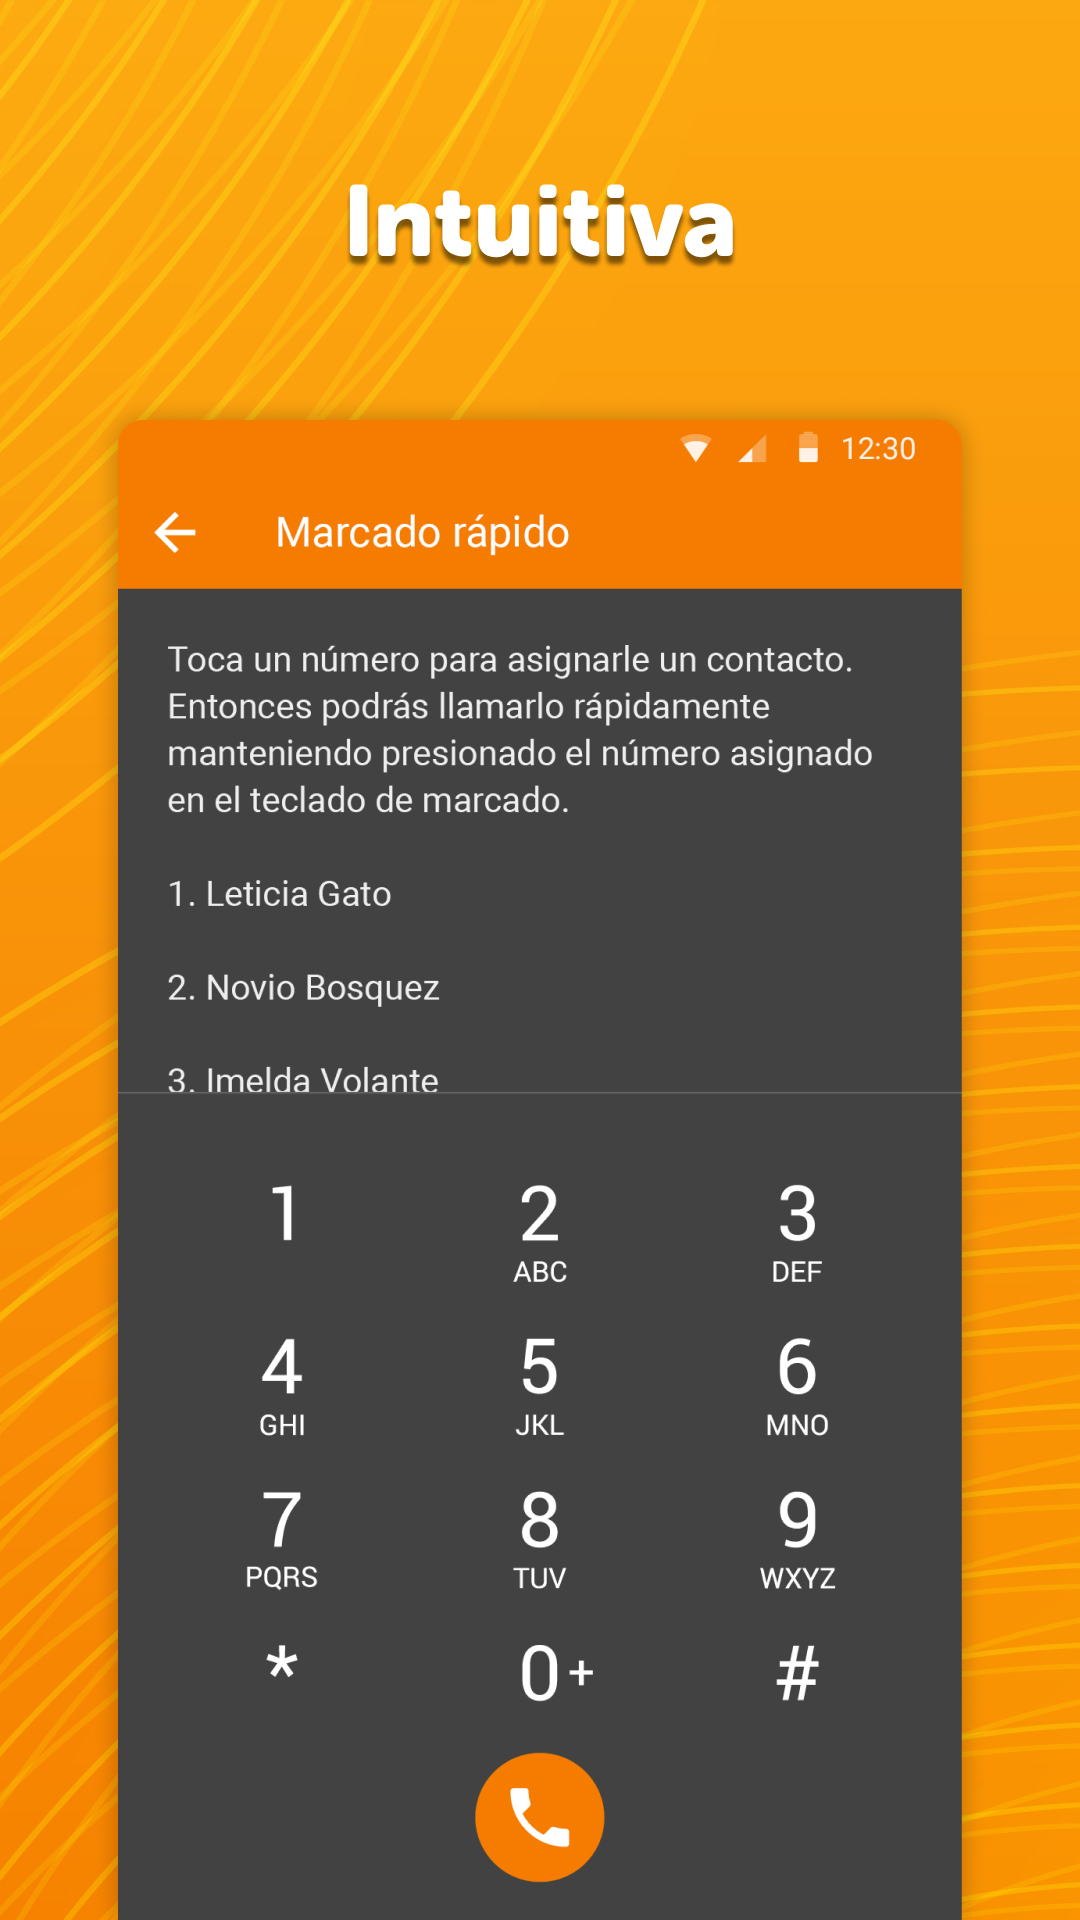 Intuitiva
12:30
Marcado rápido
Toca un número para asignarle un contacto.
Entonces podrás llamarlo rápidamente
manteniendo presionado el número asignado
en el teclado de marcado.
1. Leticia Gato
2. Novio Bosquez
3. Imelda Volante
1 2 3
ABC DEF
4 5 6
GHI JKL MNO
7 8 9
PQRS TUV WXYZ
* 0 + #